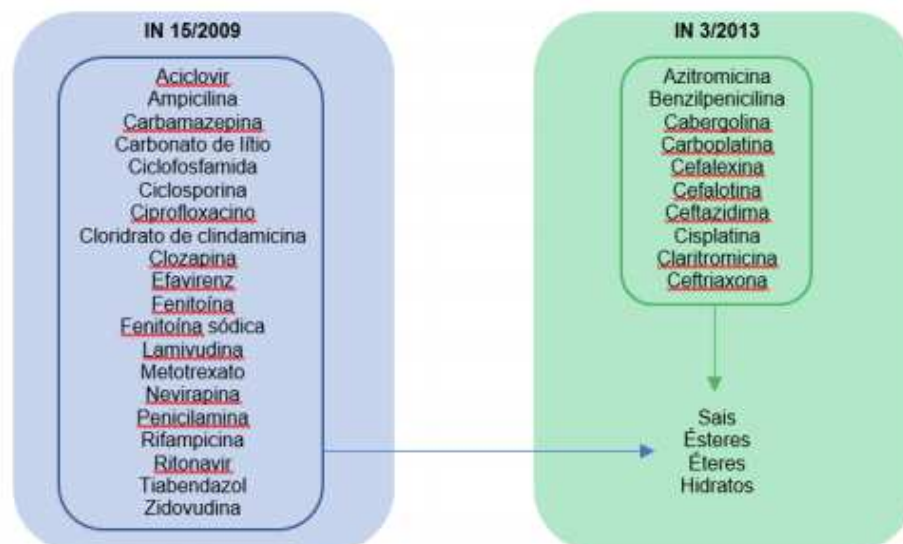 IN 15/2009
Aciclovir
Ampicilina
Carbamazepina
Carbonato de lítio
Ciclofosfamida
Ciclosporina
Ciprofloxacino
Cloridrato de clindamicina
Clozapina
Efavirenz
Fenitoína
Fenitoína sódica
Lamivudina
Metotrexato
Nevirapina
Penicilamina
Rifampicina
Ritonavir
Tiabendazol
Zidovudina
IN 3/2013
Azitromicina
Benzilpenicilina
Cabergolina
Carboplatina
Cefalexina
Cefalotina
Ceftazidima
Cisplatina
Claritromicina
Ceftriaxona
Sais
Ésteres
Éteres
Hidratos